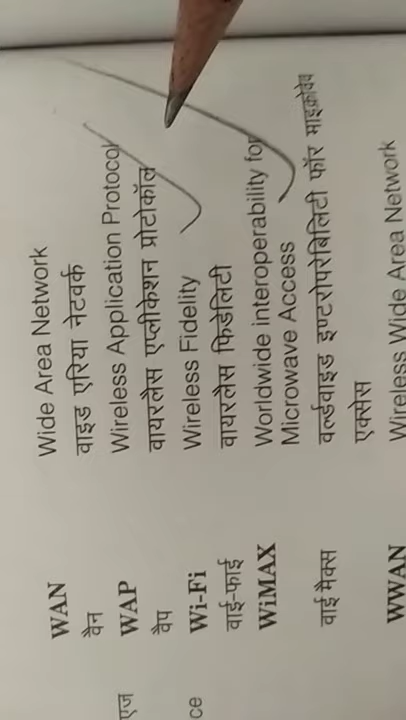 WAN Wide Area Network
वैन वाइड एरिया नेटवर्क
एज WAP Wireless Application Protocol
वैप वायरलैस एप्लीकेशन प्रोटोकॉल
ce Wi-Fi Wireless Fidelity
वाई-फाई वायरलैस फिडेलिटी
WiMAX Worldwide interoperability for
Microwave Access
वाई मैक्स वर्ल्डवाइड इण्टरोपरेबिलिटी फॉर माइक्रोवेव
एक्सेस
WWAN Wireless Wide Area Network